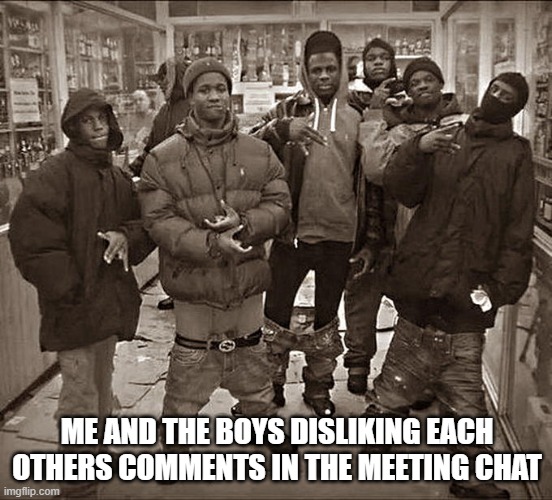 ME AND THE BOYS DISLIKING EACH
OTHERS COMMENTS IN THE MEETING CHAT
imgflip.com